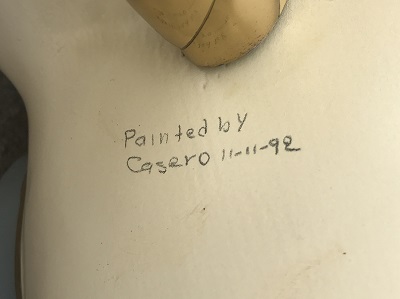 Painted by
Casero 11-11-92